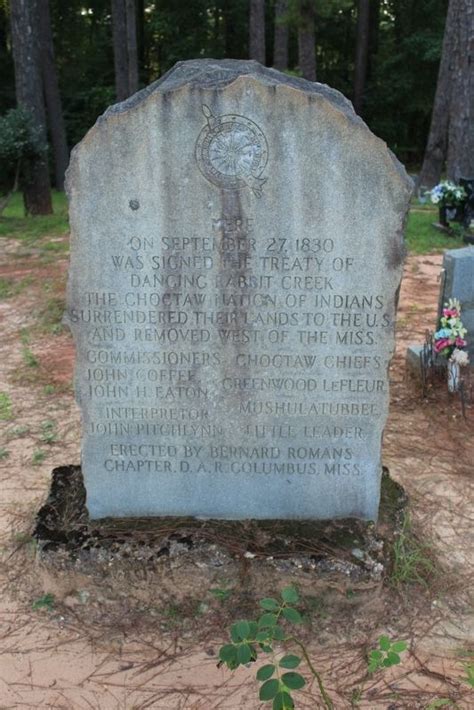 HERE
ON SEPTEMBER 27, 1830
WAS SIGNED THE TREATY OF
DANCING RABBIT CREEK
THE CHOCTAW NATION OF INDIANS
SURRENDERED THEIR LANDS TO THE U.S.
AND REMOVED WEST OF THE MISS.
COMMISSIONERS CHOCTAW CHIEFS
JOHN COFFEE GREENWOOD LEFLEUR
JOHN H. EATON
INTERPRETOR MUSHULATUBBEE
JOHN PITCHLYNN LITTLE LEADER
ERECTED BY BERNARD ROMANS
CHAPTER, D.A.R. COLUMBUS, MISS.